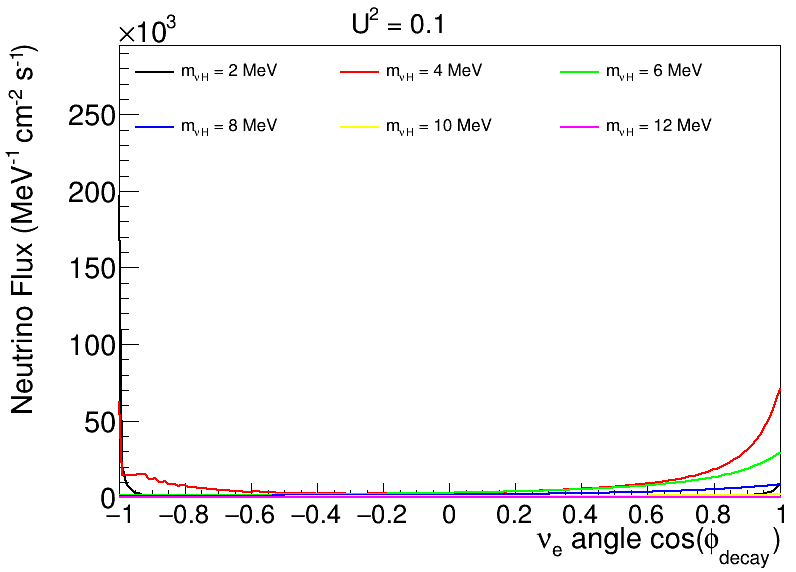 U² = 0.1
×10³
Neutrino Flux (MeV⁻¹ cm⁻² s⁻¹)
m_νH = 2 MeV m_νH = 4 MeV m_νH = 6 MeV
m_νH = 8 MeV m_νH = 10 MeV m_νH = 12 MeV
250
200
150
100
50
0
−1 −0.8 −0.6 −0.4 −0.2 0 0.2 0.4 0.6 0.8 1
ν_e angle cos(ϕ_decay)